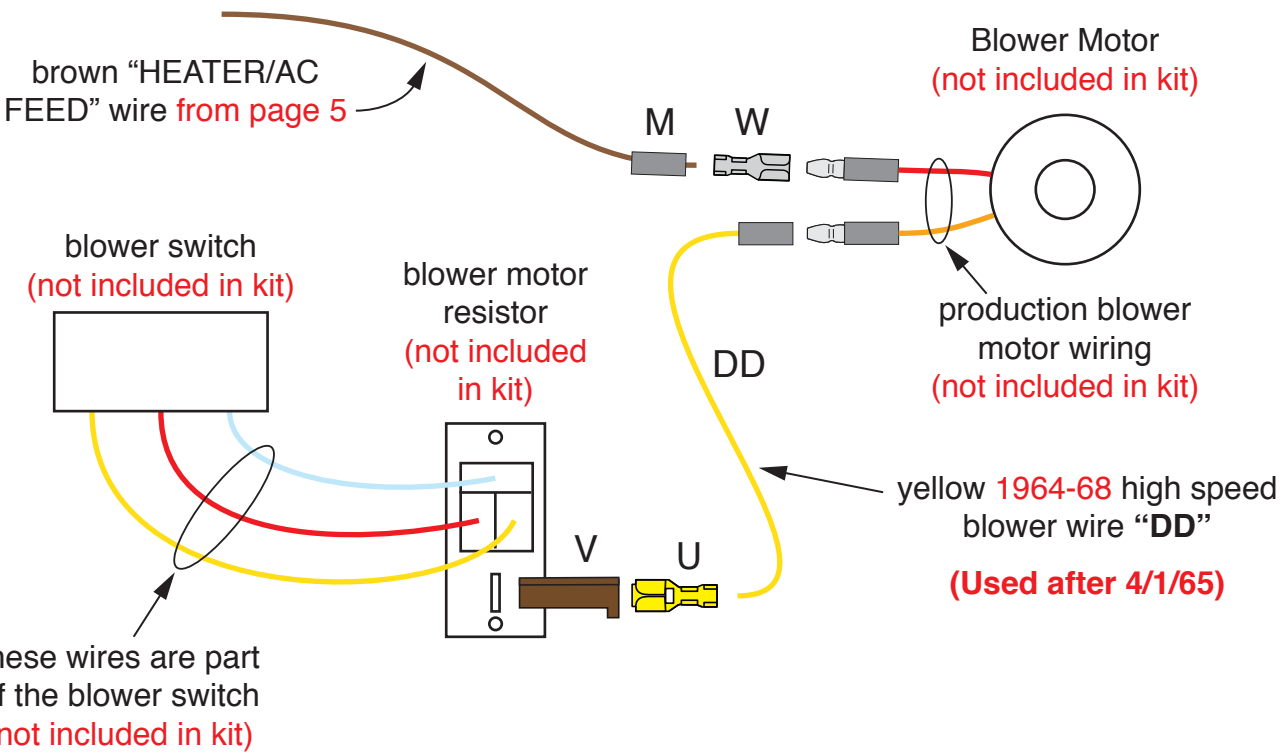 brown “HEATER/AC
FEED” wire from page 5
M
W
Blower Motor
(not included in kit)
blower switch
(not included in kit)
blower motor
resistor
(not included
in kit)
DD
production blower
motor wiring
(not included in kit)
yellow 1964-68 high speed
blower wire “DD”
(Used after 4/1/65)
V
U
hese wires are part
f the blower switch
not included in kit)